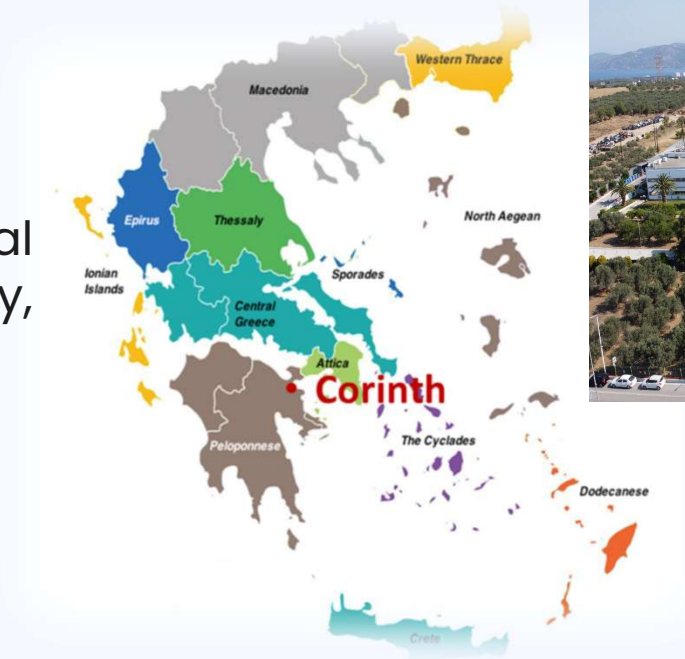 Western Thrace
Macedonia
al
y,
Epirus
Thessaly
North Aegean
Ionian
Islands
Sporades
Central
Greece
Attica
Corinth
Peloponnese
The Cyclades
Dodecanese
Crete